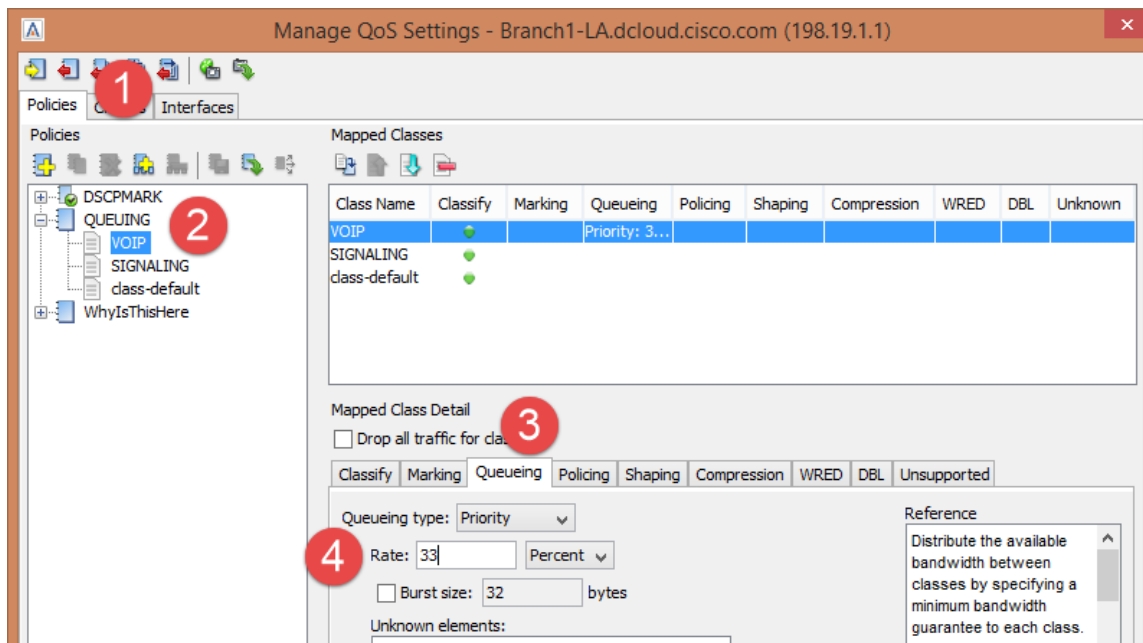 Manage QoS Settings - Branch1-LA.dcloud.cisco.com (198.19.1.1)
1
Policies Interfaces
Policies
DSCPMARK
QUEUING
2
VOIP
SIGNALING
class-default
WhyIsThisHere
Mapped Classes
Class Name Classify Marking Queueing Policing Shaping Compression WRED DBL Unknown
VOIP Priority: 3...
SIGNALING
class-default
Mapped Class Detail
3
Drop all traffic for
Classify Marking Queueing Policing Shaping Compression WRED DBL Unsupported
Queueing type: Priority
4
Rate: 33 Percent
Burst size: 32 bytes
Unknown elements:
Reference
Distribute the available
bandwidth between
classes by specifying a
minimum bandwidth
guarantee to each class.